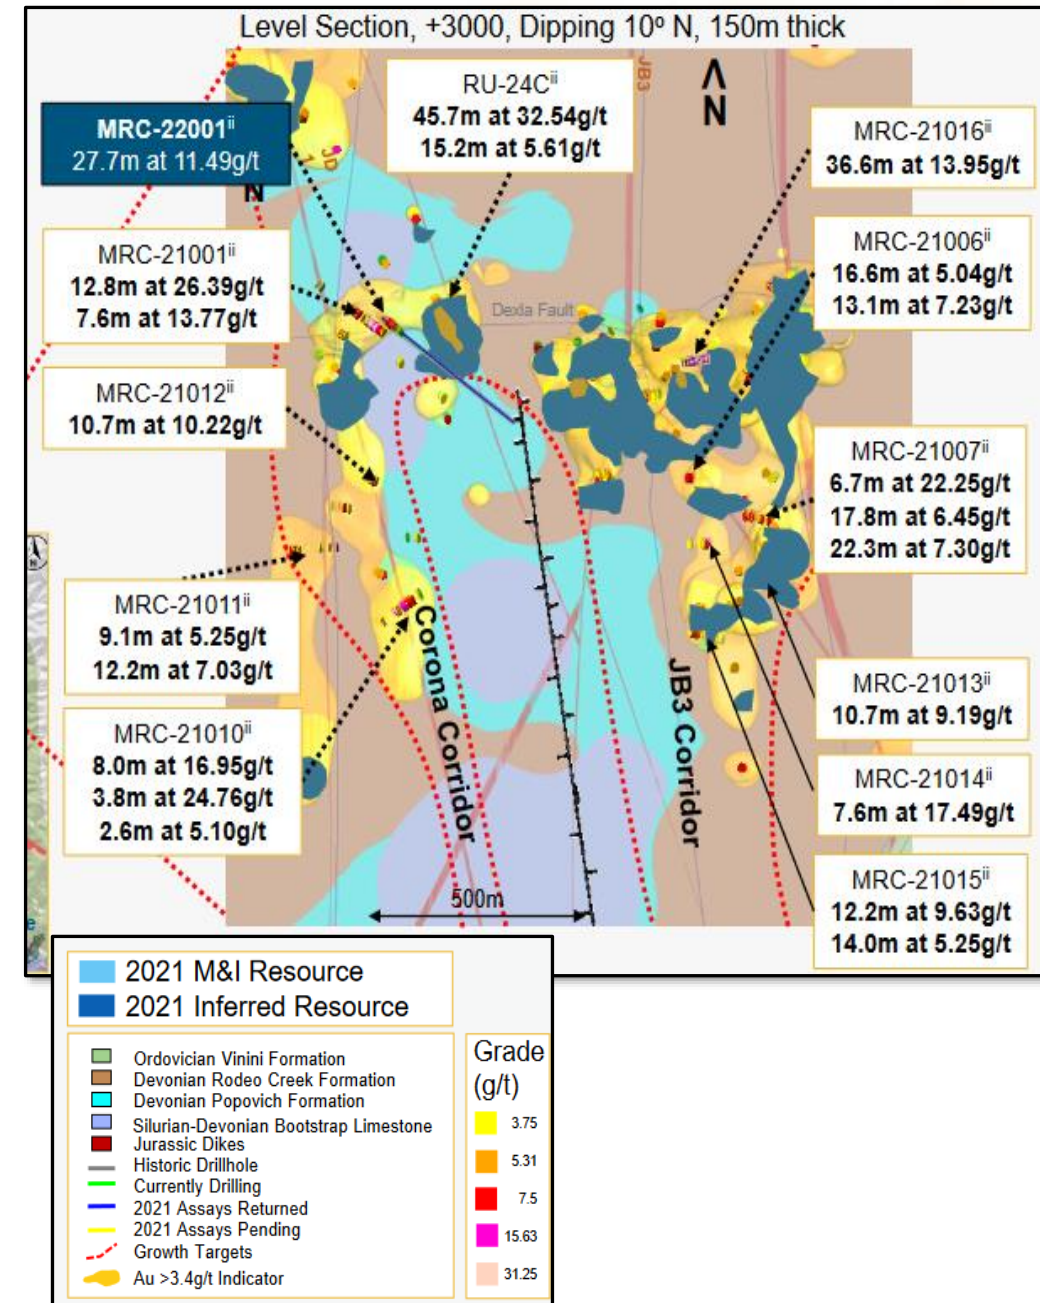 Level Section, +3000, Dipping 10º N, 150m thick
MRC-22001ii
27.7m at 11.49g/t
RU-24Cii
45.7m at 32.54g/t
15.2m at 5.61g/t
JB3
N
MRC-21016ii
36.6m at 13.95g/t
JD
N
MRC-21001ii
12.8m at 26.39g/t
7.6m at 13.77g/t
MRC-21006ii
16.6m at 5.04g/t
13.1m at 7.23g/t
Dexla Fault
MRC-21012ii
10.7m at 10.22g/t
MRC-21007ii
6.7m at 22.25g/t
17.8m at 6.45g/t
22.3m at 7.30g/t
MRC-21011ii
9.1m at 5.25g/t
12.2m at 7.03g/t
Corona Corridor
JB3 Corridor
MRC-21013ii
10.7m at 9.19g/t
MRC-21010ii
8.0m at 16.95g/t
3.8m at 24.76g/t
2.6m at 5.10g/t
MRC-21014ii
7.6m at 17.49g/t
MRC-21015ii
12.2m at 9.63g/t
14.0m at 5.25g/t
500m
2021 M&I Resource
2021 Inferred Resource
Ordovician Vinini Formation
Devonian Rodeo Creek Formation
Devonian Popovich Formation
Silurian-Devonian Bootstrap Limestone
Jurassic Dikes
Historic Drillhole
Currently Drilling
2021 Assays Returned
2021 Assays Pending
Growth Targets
Au >3.4g/t Indicator
Grade
(g/t)
3.75
5.31
7.5
15.63
31.25